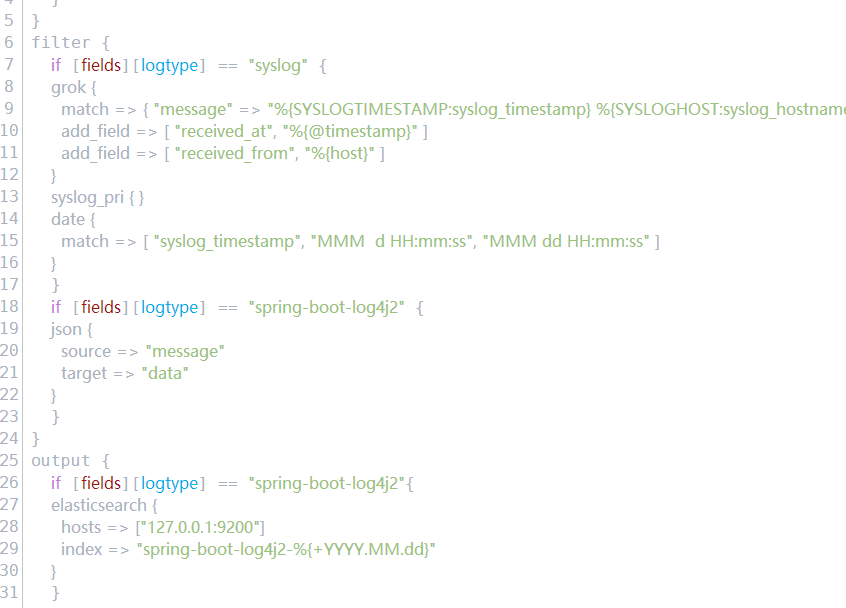 5 }
6 filter {
7 if [fields][logtype] == "syslog" {
8 grok {
9 match => { "message" => "%{SYSLOGTIMESTAMP:syslog_timestamp} %{SYSLOGHOST:syslog_hostname
10 add_field => [ "received_at", "%{@timestamp}" ]
11 add_field => [ "received_from", "%{host}" ]
12 }
13 syslog_pri { }
14 date {
15 match => [ "syslog_timestamp", "MMM  d HH:mm:ss", "MMM dd HH:mm:ss" ]
16 }
17 }
18 if [fields][logtype] == "spring-boot-log4j2" {
19 json {
20 source => "message"
21 target => "data"
22 }
23 }
24 }
25 output {
26 if [fields][logtype] == "spring-boot-log4j2"{
27 elasticsearch {
28 hosts => ["127.0.0.1:9200"]
29 index => "spring-boot-log4j2-%{+YYYY.MM.dd}"
30 }
31 }